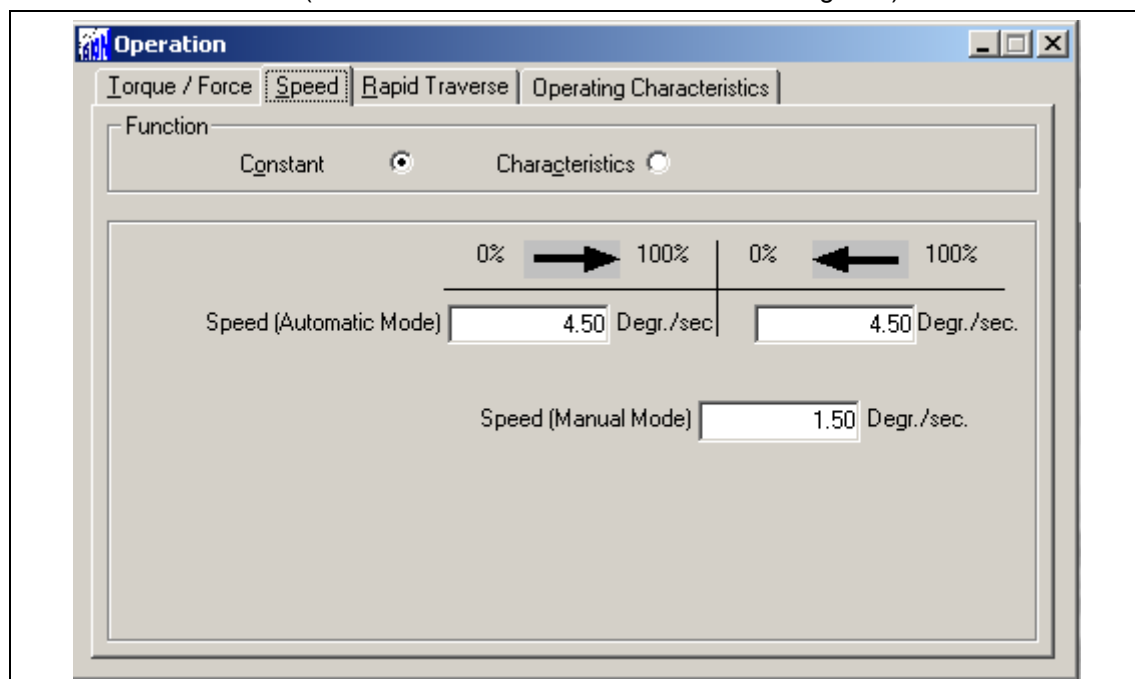 Operation
Torque / Force Speed Rapid Traverse Operating Characteristics
Function
Constant Characteristics
0% 100% 0% 100%
Speed (Automatic Mode) 4.50 Degr./sec 4.50 Degr./sec.
Speed (Manual Mode) 1.50 Degr./sec.